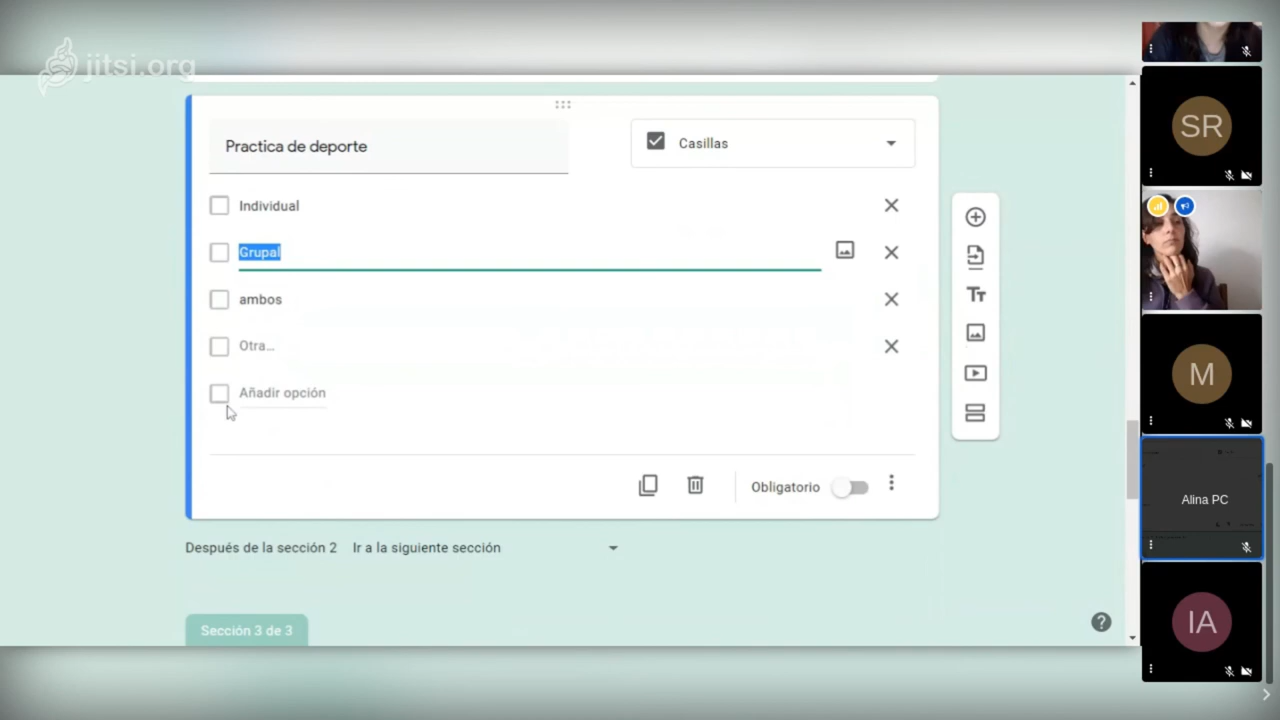 jitsi.org
Practica de deporte
Casillas
Individual
Grupal
ambos
Otra...
Añadir opción
Obligatorio
Después de la sección 2 Ir a la siguiente sección
Sección 3 de 3
SR
M
Alina PC
IA